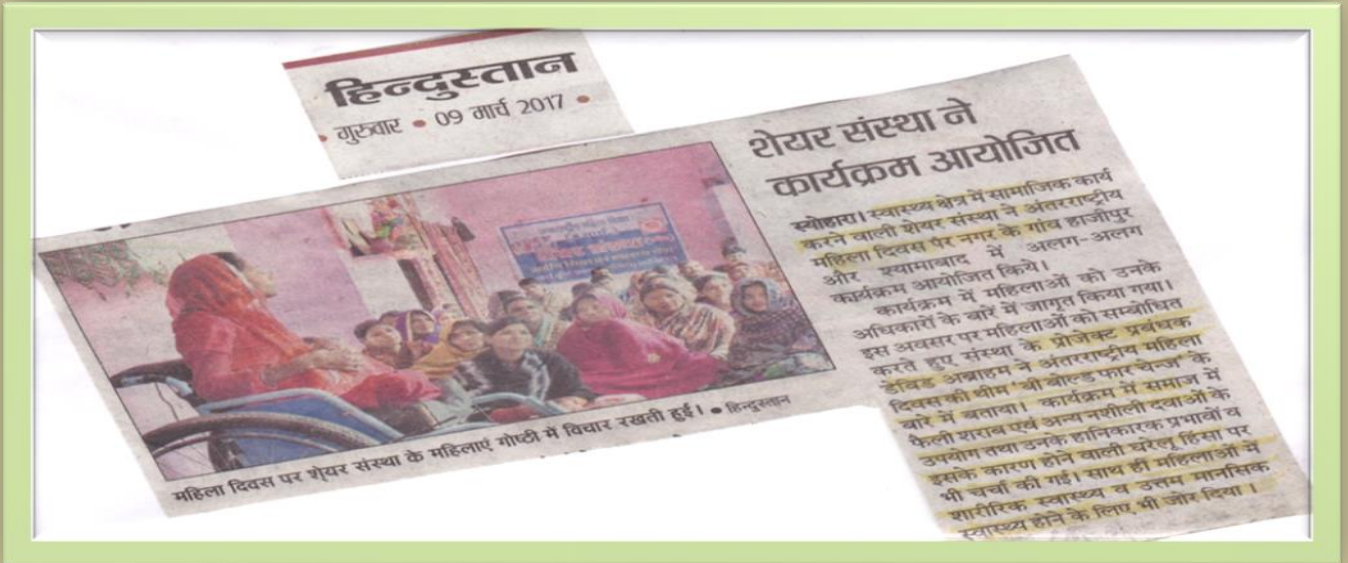 हिन्दुस्तान
• गुरुवार • 09 मार्च 2017 •
शेयर संस्था ने
कार्यक्रम आयोजित
स्योहारा। स्वास्थ्य क्षेत्र में सामाजिक कार्य
करने वाली शेयर संस्था ने अंतरराष्ट्रीय
महिला दिवस पर नगर के गांव हाजीपुर
और श्यामाबाद में अलग-अलग
कार्यक्रम आयोजित किये।
कार्यक्रम में महिलाओं को उनके
अधिकारों के बारे में जागृत किया गया।
इस अवसर पर महिलाओं को सम्बोधित
करते हुए संस्था के प्रोजेक्ट प्रबंधक
डेविड अब्राहम ने अंतरराष्ट्रीय महिला
दिवस की थीम 'बी बोल्ड फार चेन्ज के
बारे में बताया। कार्यक्रम में समाज में
फैली शराब एवं अन्य नशीली दवाओं के
उपयोग तथा उनके हानिकारक प्रभावों व
इसके कारण होने वाली घरेलू हिंसा पर
भी चर्चा की गई। साथ ही महिलाओं में
शारीरिक स्वास्थ्य व उत्तम मानसिक
स्वास्थ्य होने के लिए भी जोर दिया।
महिला दिवस पर शेयर संस्था के महिलाएं गोष्ठी में विचार रखती हुई। • हिन्दुस्तान